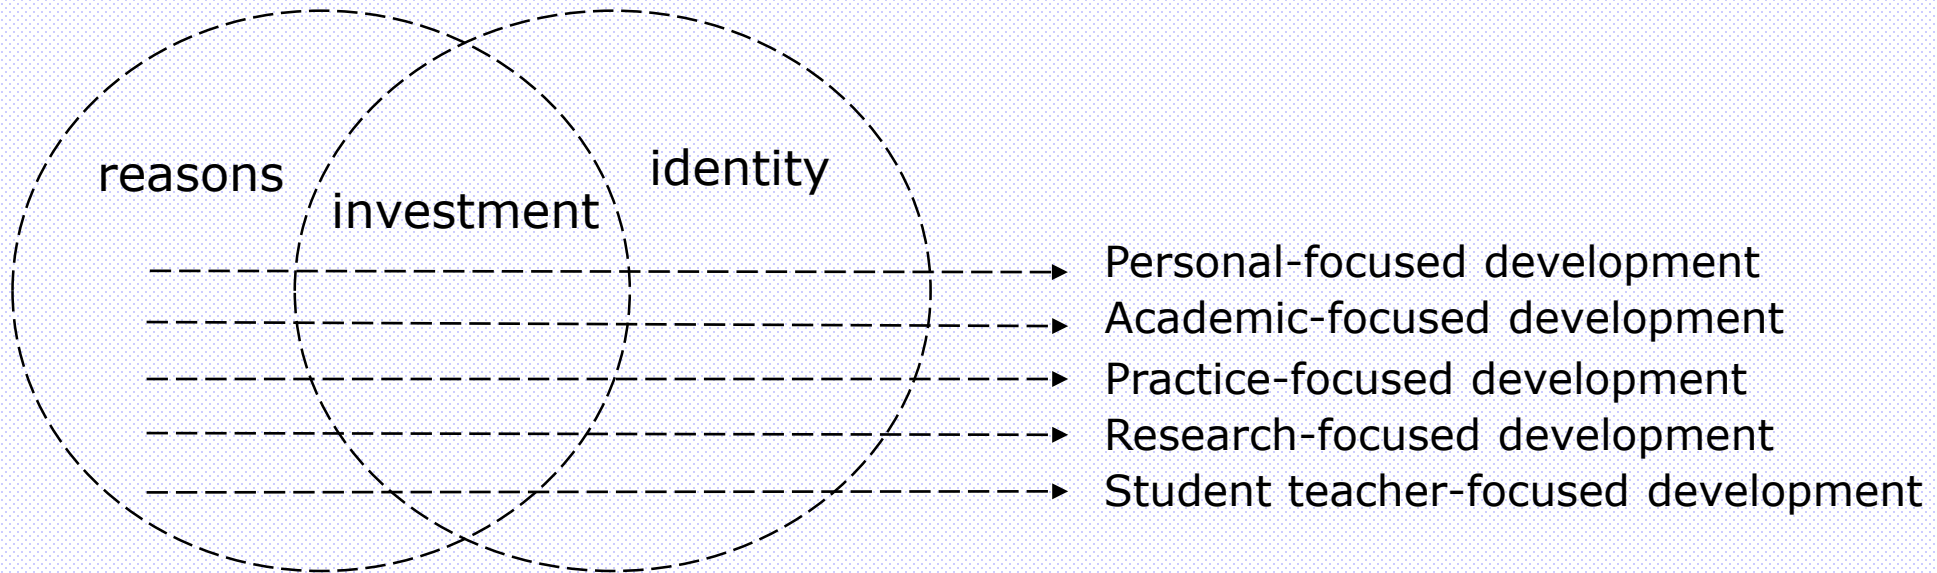 reasons
investment
identity
Personal-focused development
Academic-focused development
Practice-focused development
Research-focused development
Student teacher-focused development